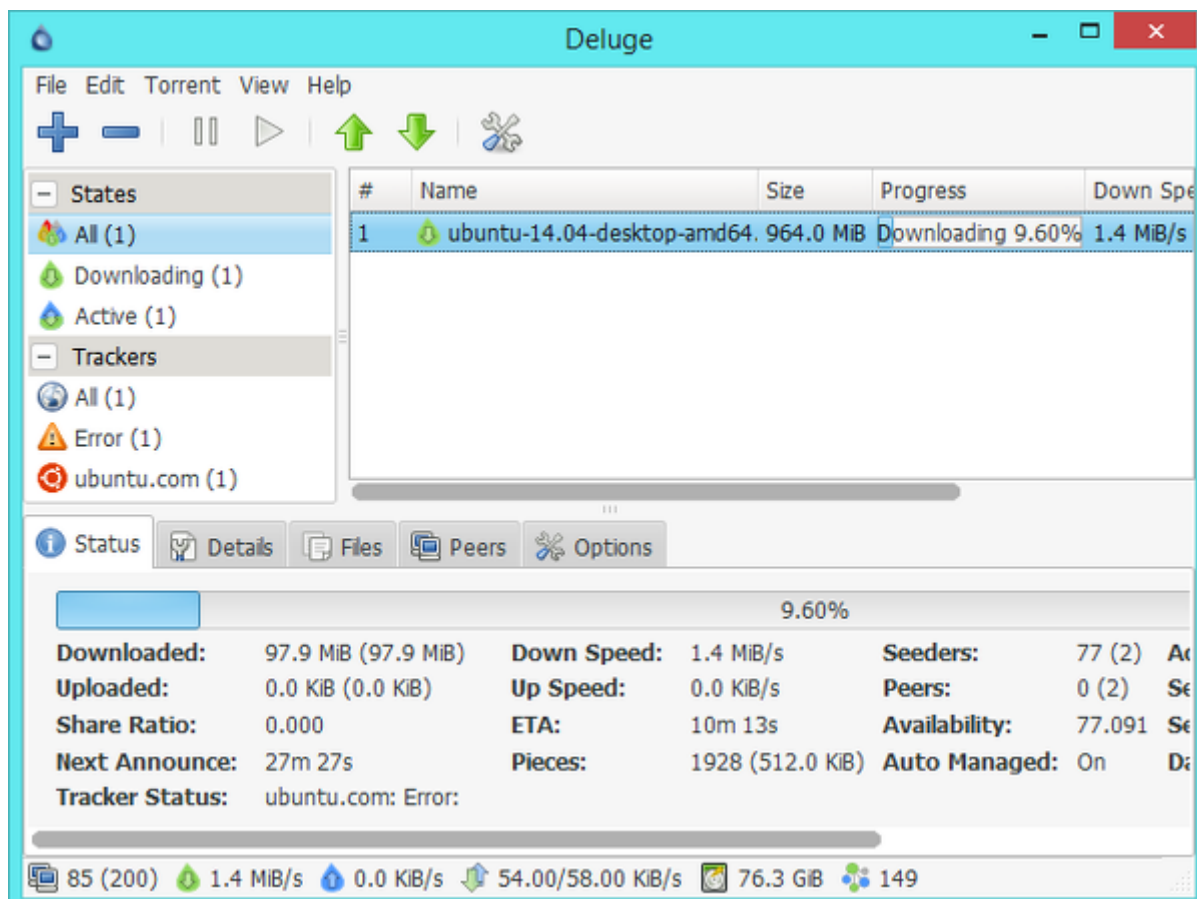 Deluge
File Edit Torrent View Help
States
All (1)
Downloading (1)
Active (1)
Trackers
All (1)
Error (1)
ubuntu.com (1)
# Name Size Progress Down Spe
1 ubuntu-14.04-desktop-amd64. 964.0 MiB Downloading 9.60% 1.4 MiB/s
Status Details Files Peers Options
9.60%
Downloaded: 97.9 MiB (97.9 MiB) Down Speed: 1.4 MiB/s Seeders: 77 (2) Ac
Uploaded: 0.0 KiB (0.0 KiB) Up Speed: 0.0 KiB/s Peers: 0 (2) Se
Share Ratio: 0.000 ETA: 10m 13s Availability: 77.091 Se
Next Announce: 27m 27s Pieces: 1928 (512.0 KiB) Auto Managed: On Da
Tracker Status: ubuntu.com: Error:
85 (200) 1.4 MiB/s 0.0 KiB/s 54.00/58.00 KiB/s 76.3 GiB 149